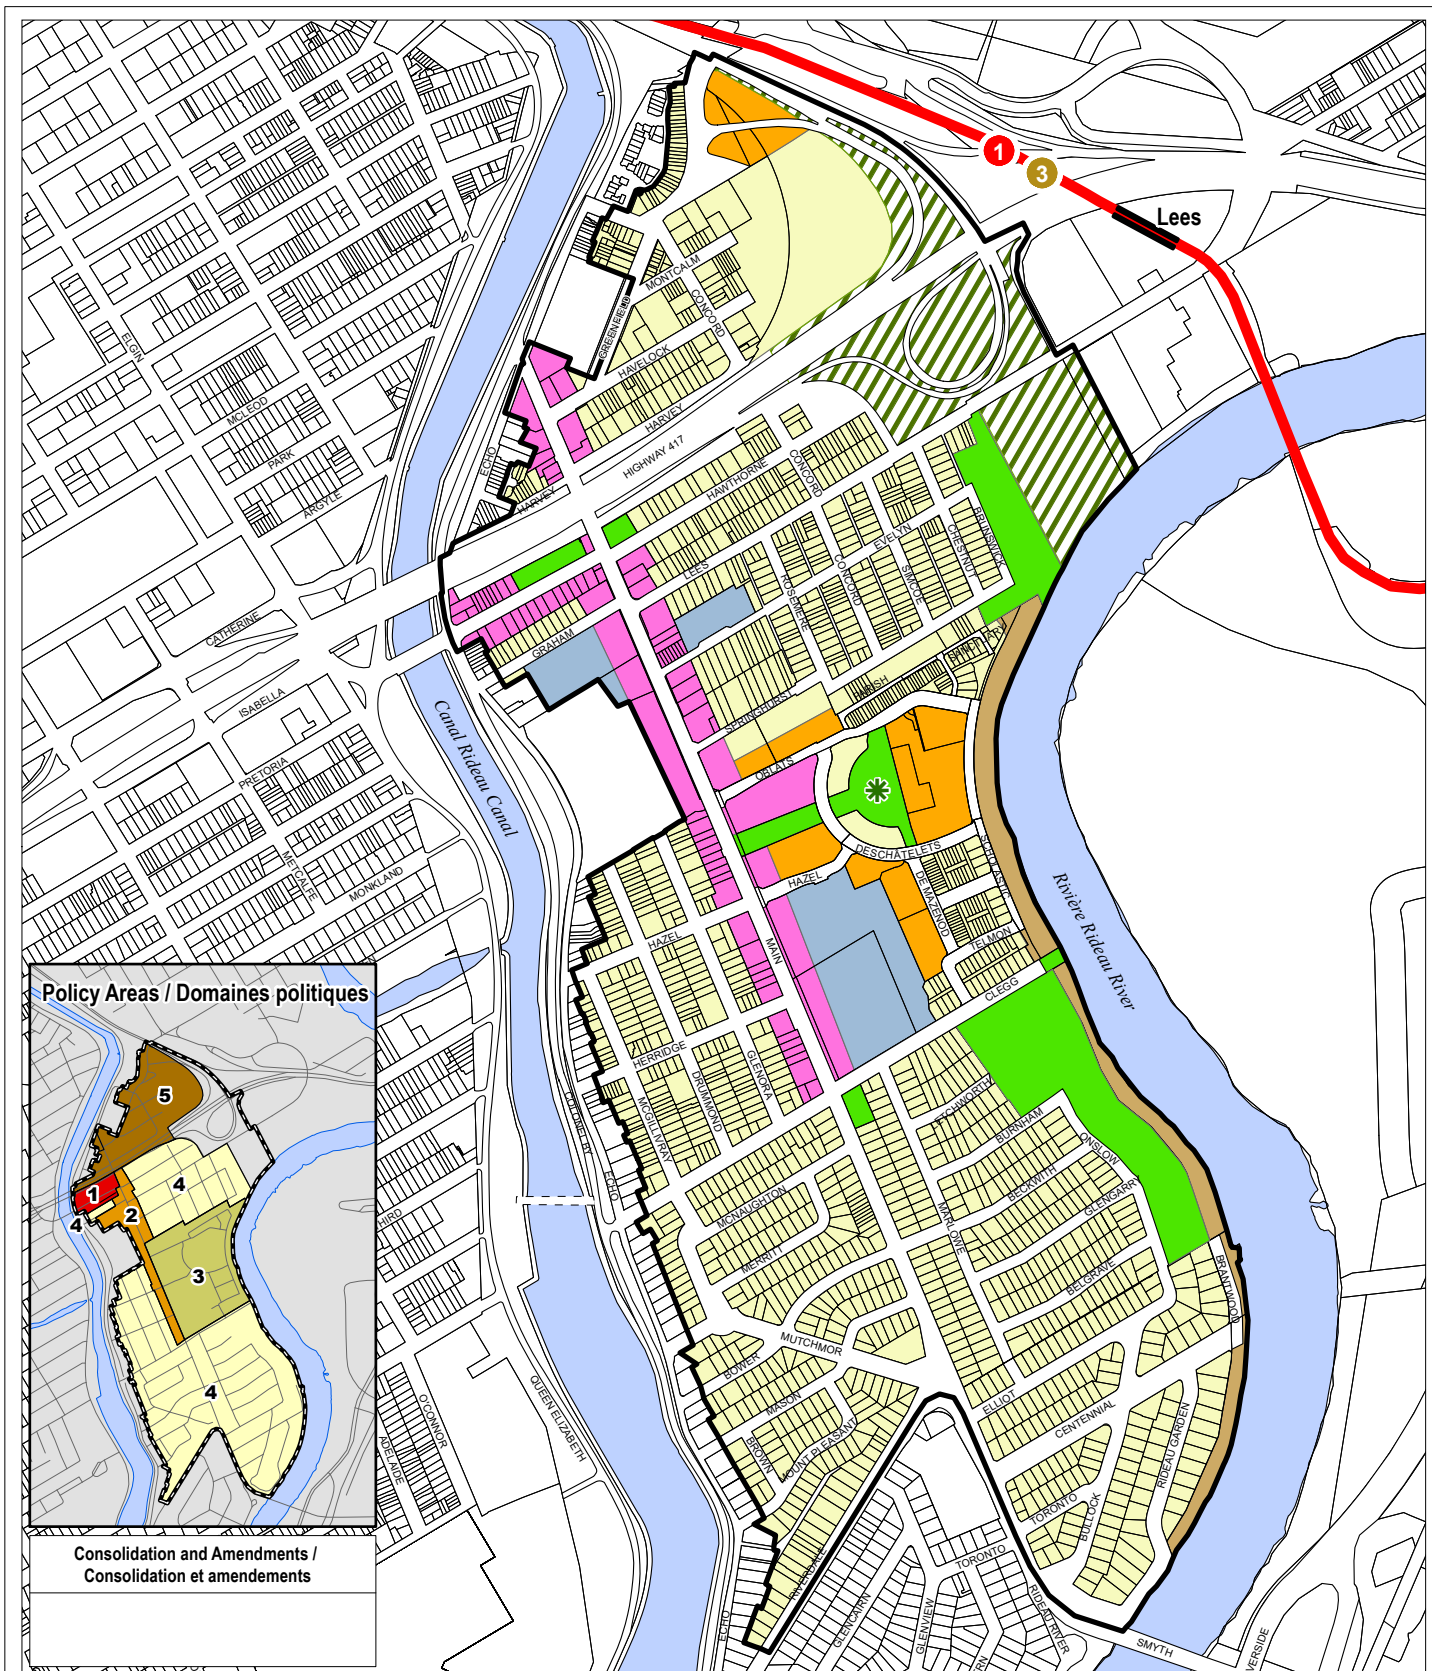 1
3
Lees
MONTCALM
CONCORD
GREENFIELD
HAVELOCK
HARVEY
ELGIN
MCLEOD
PARK
ARGYLE
ECHO
HARVEY
HIGHWAY 417
HAWTHORNE
CONCORD
LEES
EVELYN
BRUNSWICK
CHESTNUT
SIMCOE
CONCORD
ROSEMERE
GRAHAM
CATHERINE
ISABELLA
SPRINGHURST
PARISH
OBLATS
PRETORIA
Canal Rideau Canal
METCALFE
MONKLAND
DESCHÂTELETS
SCHOLASTIC
HAZEL
DE MAZENOD
Rivière Rideau River
HAZEL
MAIN
TELMON
CLEGG
HERRIDGE
GLENORA
DRUMMOND
MCGILLIVRAY
COLONEL BY
ECHO
BURNHAM
ONSLOW
BECKWITH
GLENGARRY
MCNAUGHTON
MERRITT
MARLOWE
BELGRAVE
BRANTWOOD
MUTCHMOR
BOWER
MASON
BROWN
MOUNT PLEASANT
ELLIOT
CENTENNIAL
RIDEAU GARDEN
TORONTO
BULLOCK
QUEEN ELIZABETH
O'CONNOR
ADELAIDE
RIVERDALE
ECHO
GLENCAIRN
GLENVIEW
TORONTO
RIDEAU RIVER
SMYTH
Policy Areas / Domaines politiques
5
4
1
2
4
3
4
Consolidation and Amendments /
Consolidation et amendements